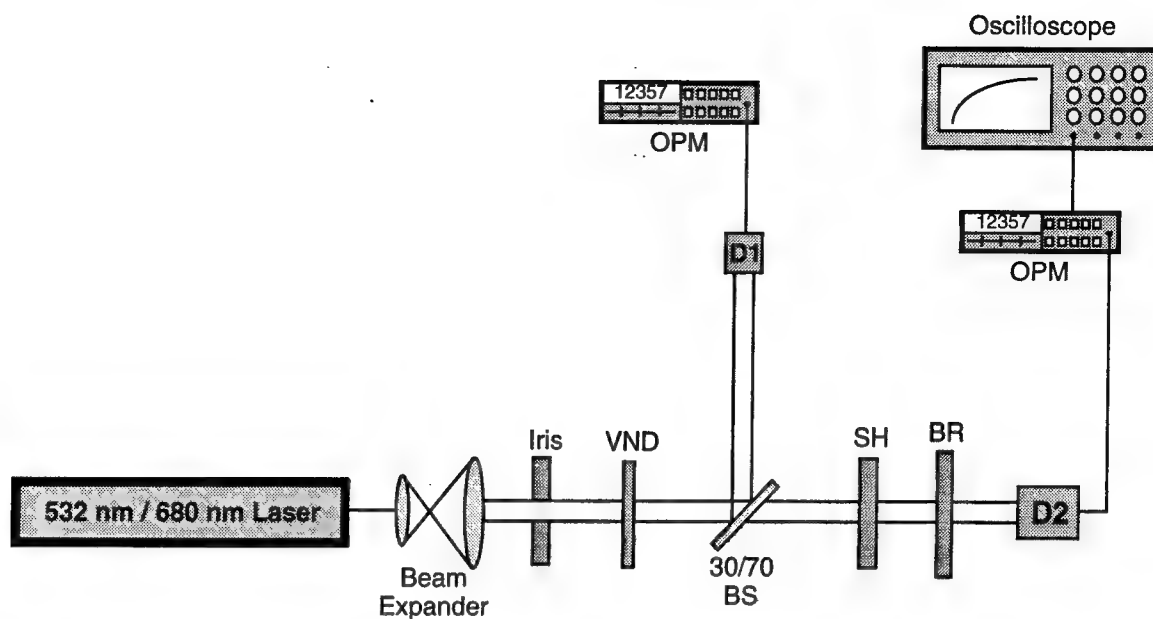 Oscilloscope
12357
OPM
12357
OPM
D1
Iris
VND
SH
BR
532 nm / 680 nm Laser
D2
Beam
Expander
30/70
BS